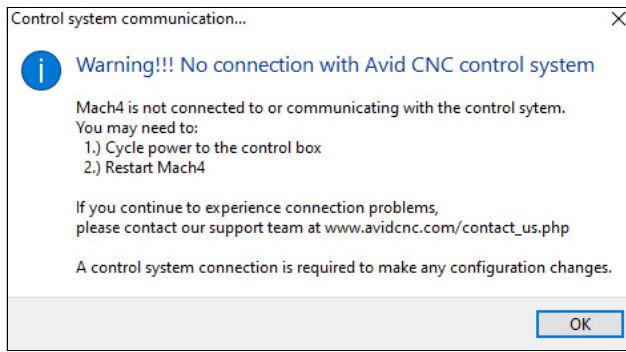 Control system communication...
Warning!!! No connection with Avid CNC control system
Mach4 is not connected to or communicating with the control sytem.
You may need to:
1.) Cycle power to the control box
2.) Restart Mach4
If you continue to experience connection problems,
please contact our support team at www.avidcnc.com/contact_us.php
A control system connection is required to make any configuration changes.
OK